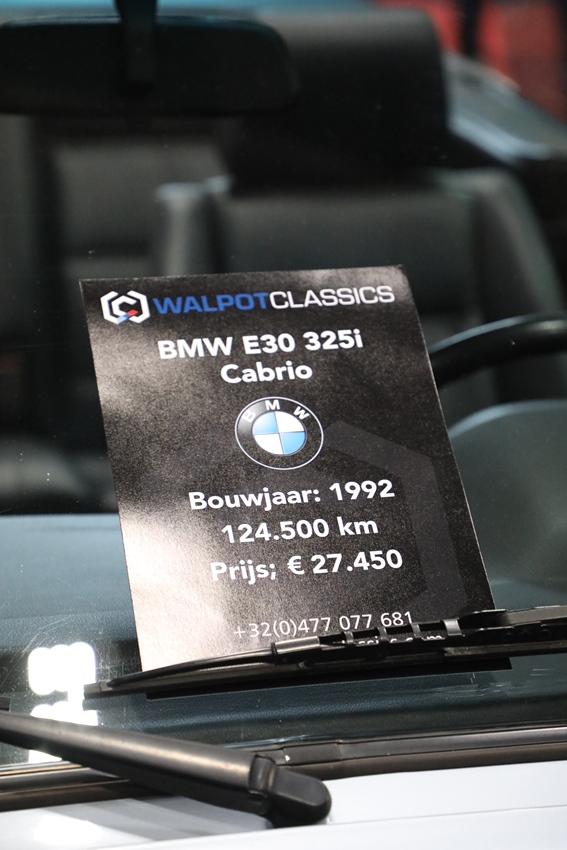 WALPOTCLASSICS
BMW E30 325i
Cabrio
BMW
Bouwjaar: 1992
124.500 km
Prijs; € 27.450
+32(0)477 077 681